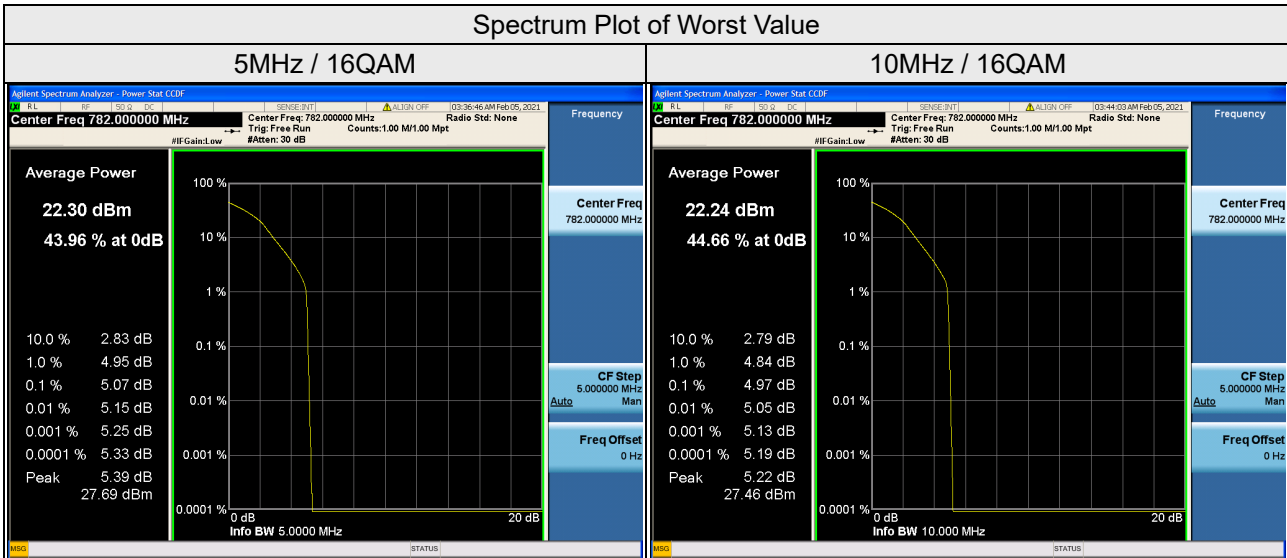 Spectrum Plot of Worst Value
5MHz / 16QAM
Agilent Spectrum Analyzer - Power Stat CCDF
RL RF 50 Ω DC SENSE:INT ALIGN OFF 03:36:46 AM Feb 05, 2021
Center Freq 782.000000 MHz
Center Freq: 782.000000 MHz Radio Std: None
Trig: Free Run Counts:1.00 M/1.00 Mpt
#IFGain:Low #Atten: 30 dB
Average Power
22.30 dBm
43.96 % at 0dB
10.0 % 2.83 dB
1.0 % 4.95 dB
0.1 % 5.07 dB
0.01 % 5.15 dB
0.001 % 5.25 dB
0.0001 % 5.33 dB
Peak 5.39 dB
27.69 dBm
100 %
10 %
1 %
0.1 %
0.01 %
0.001 %
0.0001 %
0 dB 20 dB
Info BW 5.0000 MHz
Frequency
Center Freq
782.000000 MHz
CF Step
5.000000 MHz
Auto Man
Freq Offset
0 Hz
MSG STATUS
10MHz / 16QAM
Agilent Spectrum Analyzer - Power Stat CCDF
RL RF 50 Ω DC SENSE:INT ALIGN OFF 03:44:03 AM Feb 05, 2021
Center Freq 782.000000 MHz
Center Freq: 782.000000 MHz Radio Std: None
Trig: Free Run Counts:1.00 M/1.00 Mpt
#IFGain:Low #Atten: 30 dB
Average Power
22.24 dBm
44.66 % at 0dB
10.0 % 2.79 dB
1.0 % 4.84 dB
0.1 % 4.97 dB
0.01 % 5.05 dB
0.001 % 5.13 dB
0.0001 % 5.19 dB
Peak 5.22 dB
27.46 dBm
100 %
10 %
1 %
0.1 %
0.01 %
0.001 %
0.0001 %
0 dB 20 dB
Info BW 10.000 MHz
Frequency
Center Freq
782.000000 MHz
CF Step
5.000000 MHz
Auto Man
Freq Offset
0 Hz
MSG STATUS